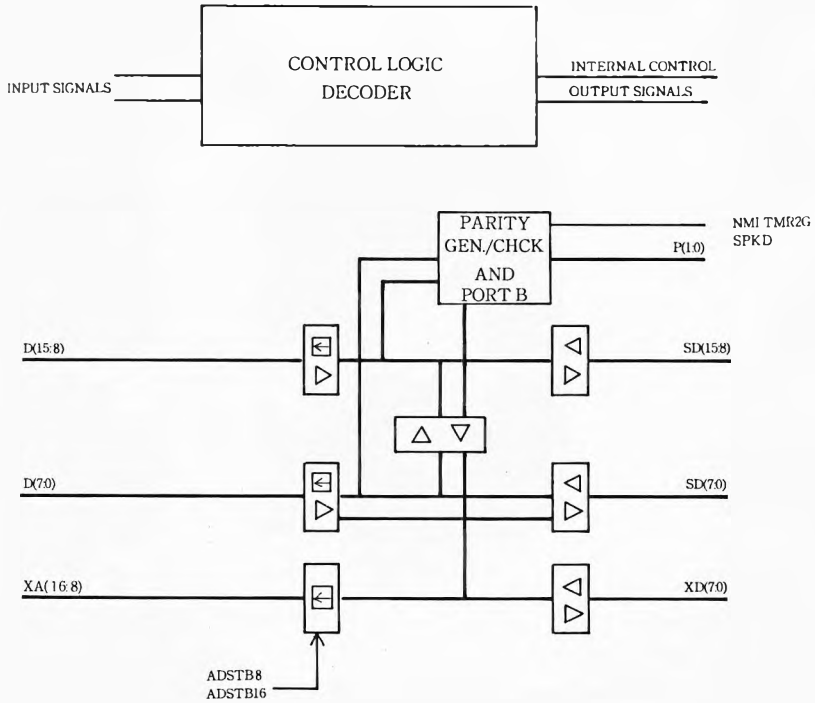 CONTROL LOGIC
DECODER
INPUT SIGNALS
INTERNAL CONTROL
OUTPUT SIGNALS
PARITY
GEN./CHCK
AND
PORT B
NMI TMR2G
SPKD
P(1:0)
D(15:8)
SD(15:8)
D(7:0)
SD(7:0)
XA(16:8)
XD(7:0)
ADSTB8
ADSTB16